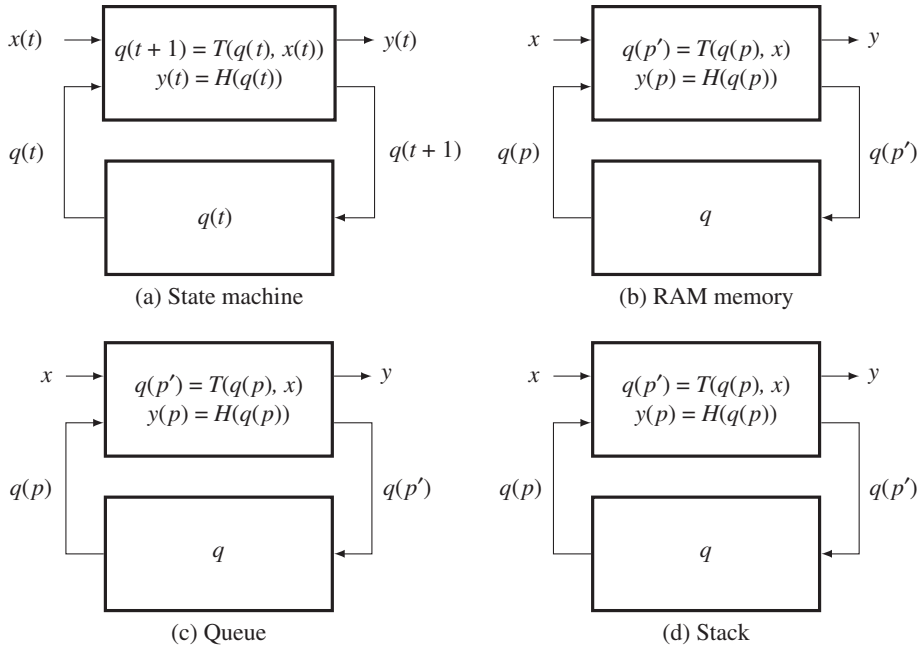 x(t)
q(t + 1) = T(q(t), x(t))
y(t) = H(q(t))
y(t)
q(t)
q(t + 1)
q(t)
(a) State machine
x
q(p′) = T(q(p), x)
y(p) = H(q(p))
y
q(p)
q(p′)
q
(b) RAM memory
x
q(p′) = T(q(p), x)
y(p) = H(q(p))
y
q(p)
q(p′)
q
(c) Queue
x
q(p′) = T(q(p), x)
y(p) = H(q(p))
y
q(p)
q(p′)
q
(d) Stack